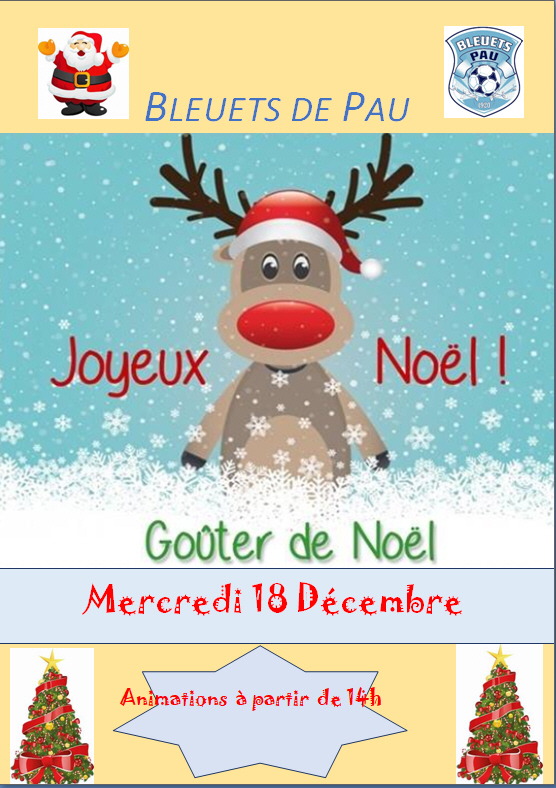 BLEUETS
PAU
1920
BLEUETS DE PAU
Joyeux Noël !
Goûter de Noël
Mercredi 18 Décembre
Animations à partir de 14h